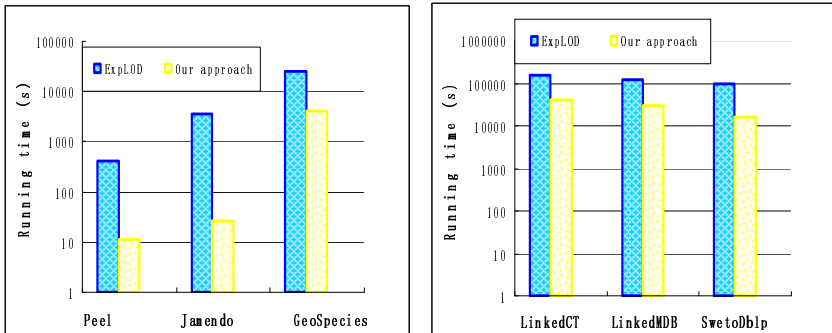 100000
10000
1000
100
10
1
Running time (s)
ExpLOD Our approach
Peel Jamendo GeoSpecies
1000000
100000
10000
1000
100
10
1
Running time (s)
ExpLOD Our approach
LinkedCT LinkedMDB SwetoDblp